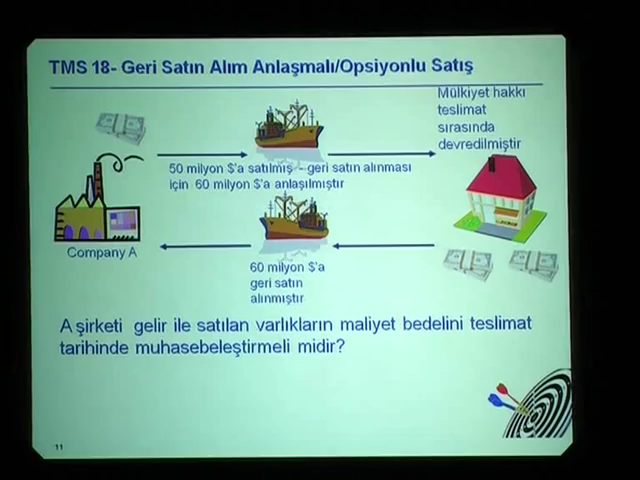 TMS 18- Geri Satın Alım Anlaşmalı/Opsiyonlu Satış
Mülkiyet hakkı
teslimat
sırasında
devredilmiştir
50 milyon $'a satılmış - geri satın alınması
için 60 milyon $'a anlaşılmıştır
Company A
60 milyon $'a
geri satın
alınmıştır
A şirketi gelir ile satılan varlıkların maliyet bedelini teslimat
tarihinde muhasebeleştirmeli midir?
11